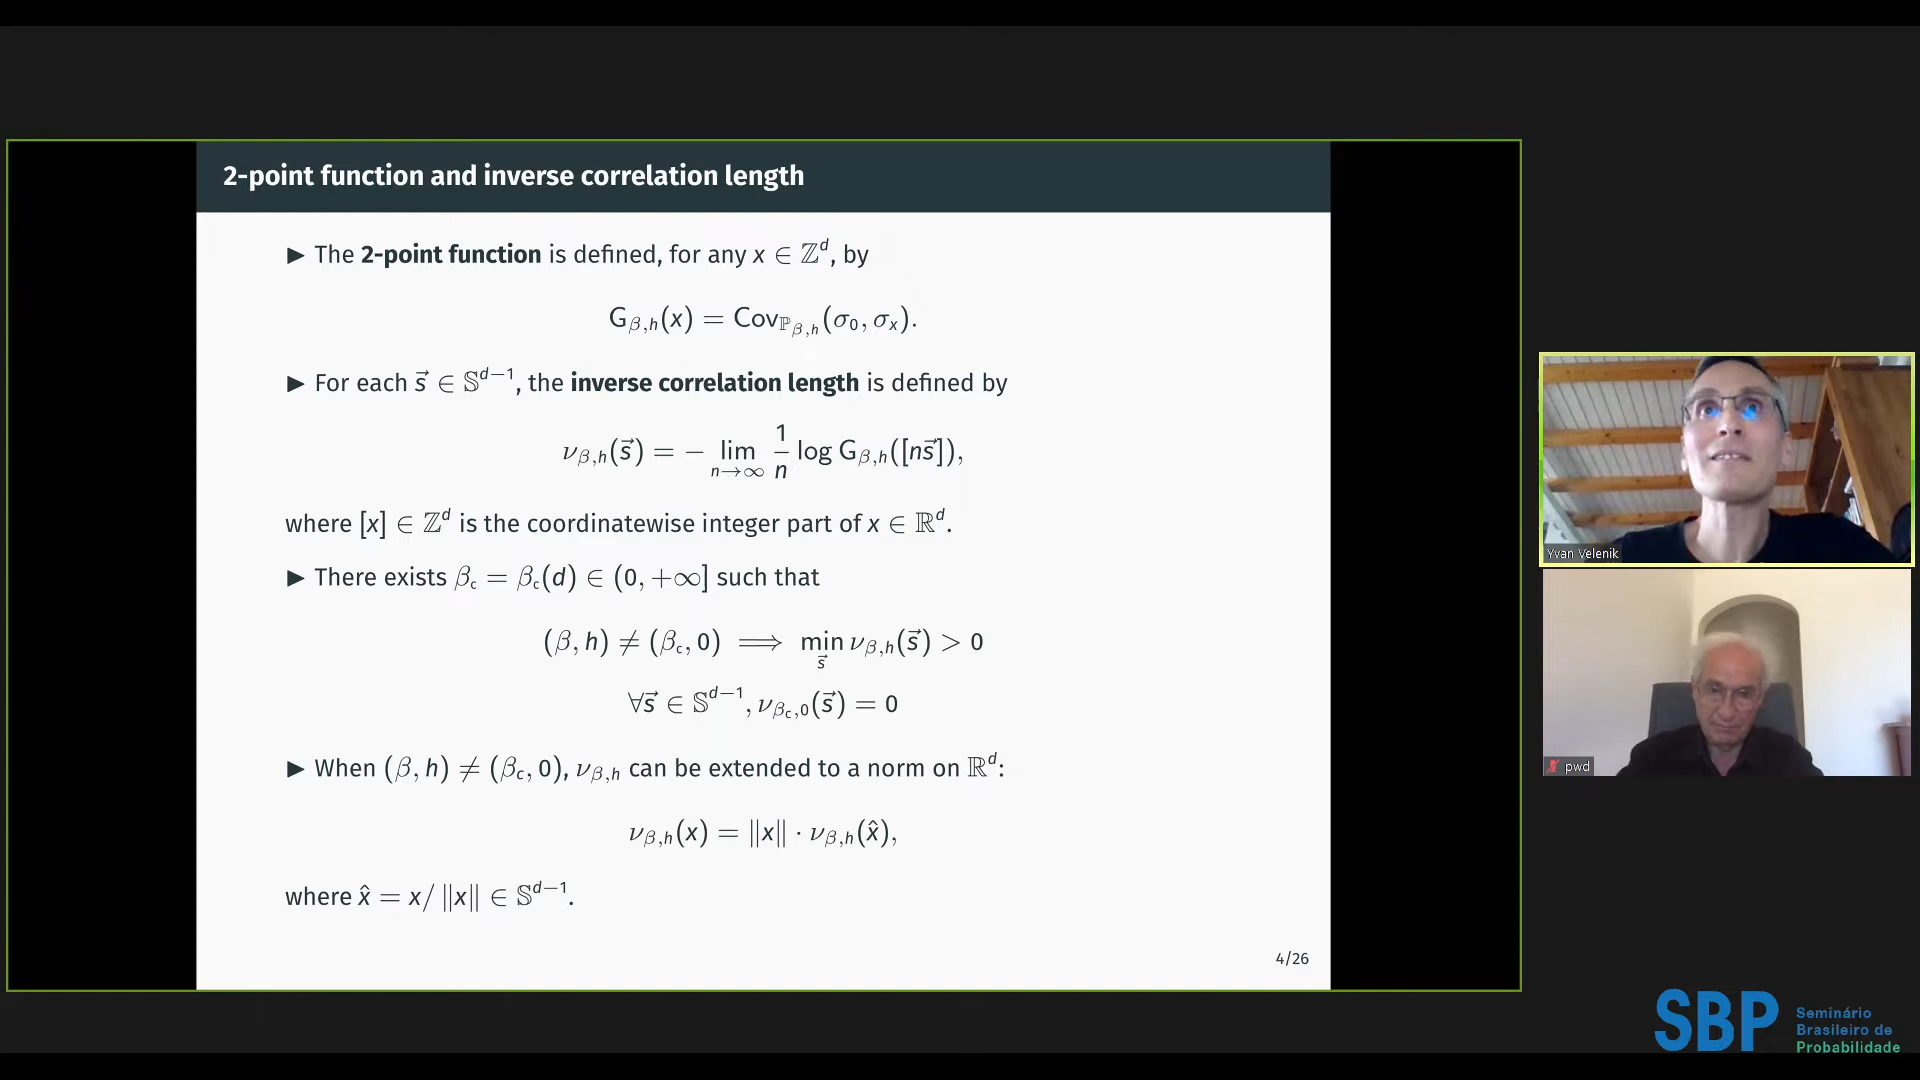 2-point function and inverse correlation length
▶ The 2-point function is defined, for any x ∈ ℤ^d, by
G_{β,h}(x) = Cov_{ℙ_{β,h}}(σ_0, σ_x).
▶ For each s⃗ ∈ 𝕊^{d−1}, the inverse correlation length is defined by
ν_{β,h}(s⃗) = − lim_{n→∞} 1/n log G_{β,h}([ns⃗]),
where [x] ∈ ℤ^d is the coordinatewise integer part of x ∈ ℝ^d.
▶ There exists β_c = β_c(d) ∈ (0, +∞] such that
(β, h) ≠ (β_c, 0) ⟹ min_{s⃗} ν_{β,h}(s⃗) > 0
∀s⃗ ∈ 𝕊^{d−1}, ν_{β_c,0}(s⃗) = 0
▶ When (β, h) ≠ (β_c, 0), ν_{β,h} can be extended to a norm on ℝ^d:
ν_{β,h}(x) = ‖x‖ · ν_{β,h}(x̂),
where x̂ = x/‖x‖ ∈ 𝕊^{d−1}.
4/26
Yvan Velenik
pwd
SBP
Seminário
Brasileiro de
Probabilidade